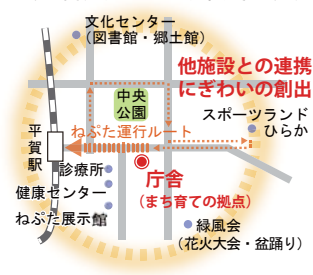 文化センター
（図書館・郷土館）
他施設との連携
にぎわいの創出
中央
公園
スポーツランド
ひらか
ねぷた運行ルート
平賀駅
診療所
庁舎
健康センター
（まち育ての拠点）
ねぷた展示館
緑風会
（花火大会・盆踊り）